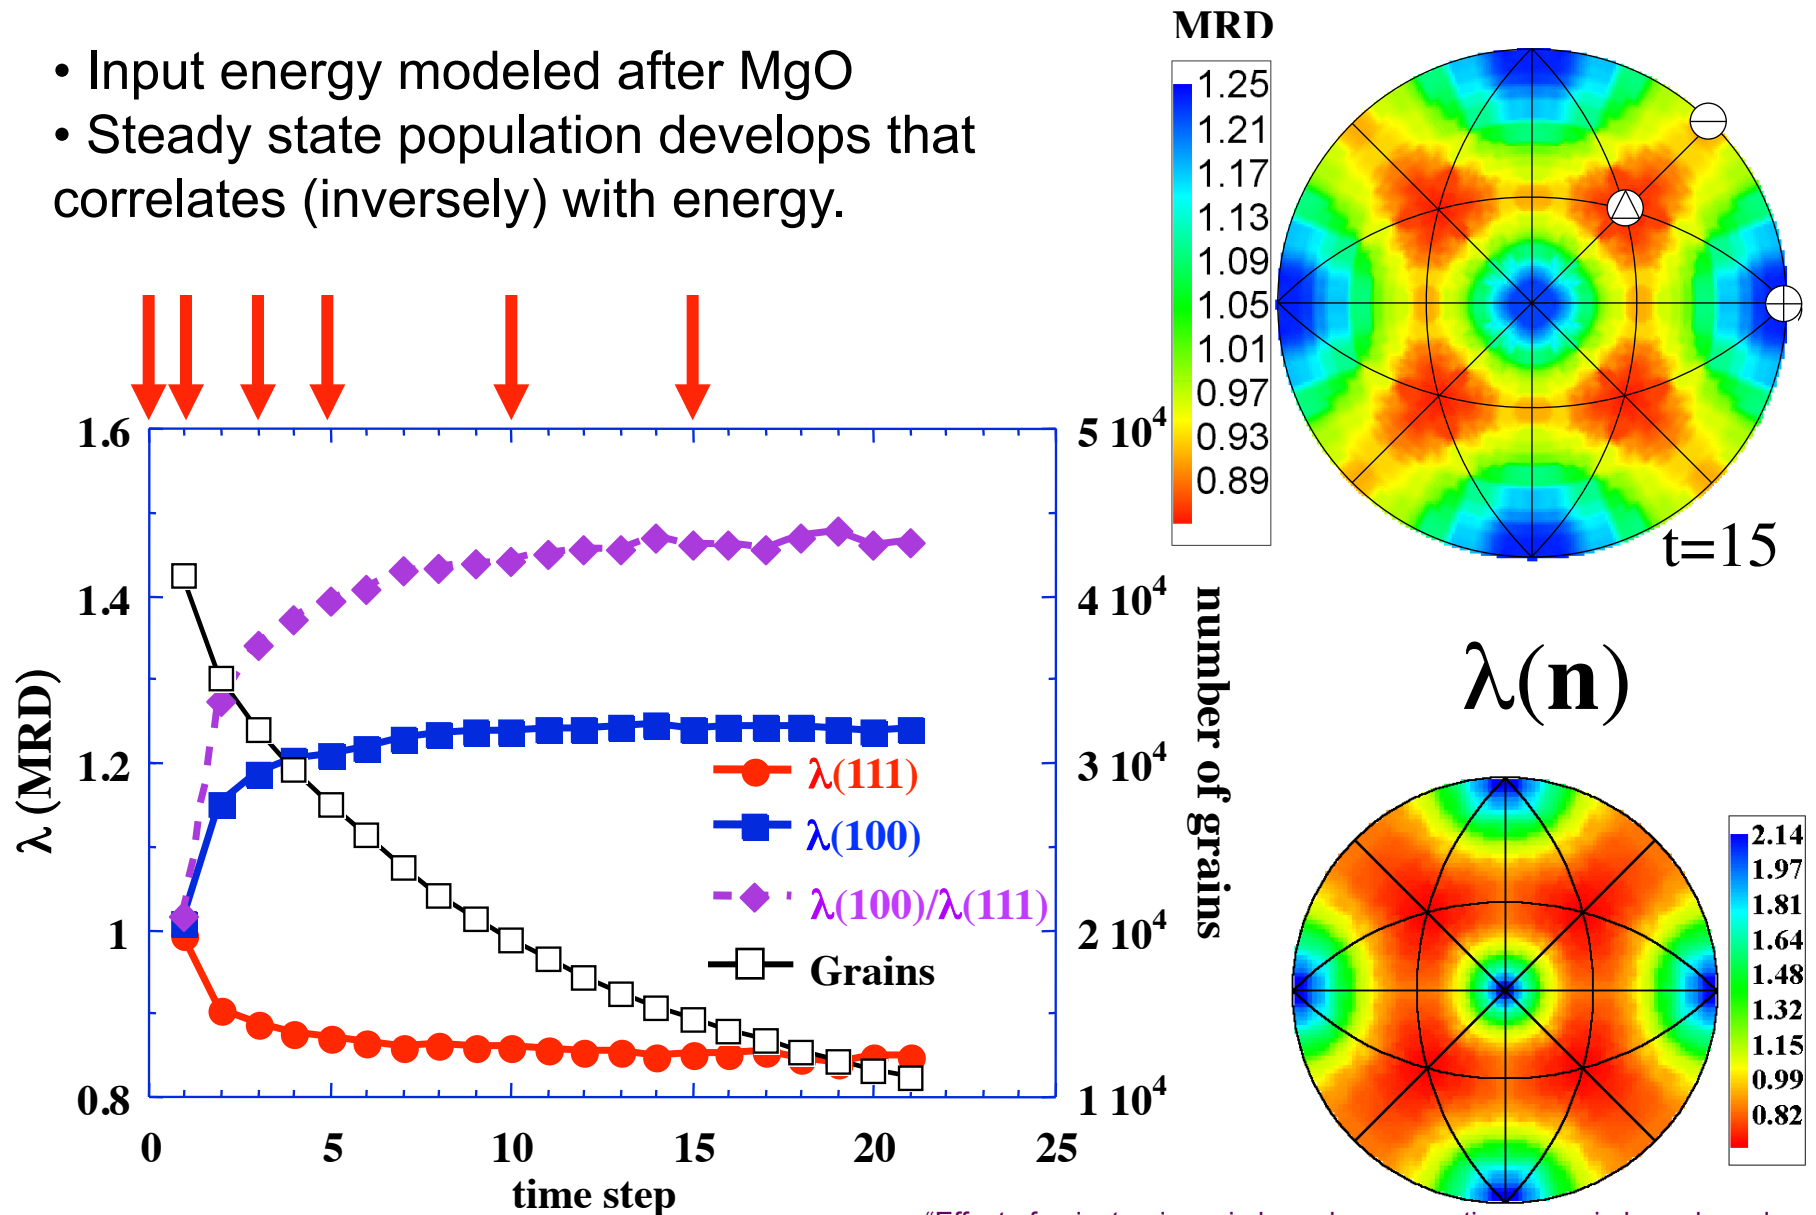 • Input energy modeled after MgO
• Steady state population develops that
correlates (inversely) with energy.
MRD
1.25
1.21
1.17
1.13
1.09
1.05
1.01
0.97
0.93
0.89
t=15
λ(n)
2.14
1.97
1.81
1.64
1.48
1.32
1.15
0.99
0.82
1.6
1.4
1.2
1
0.8
λ (MRD)
5 10⁴
4 10⁴
3 10⁴
2 10⁴
1 10⁴
number of grains
λ(111)
λ(100)
λ(100)/λ(111)
Grains
0 5 10 15 20 25
time step